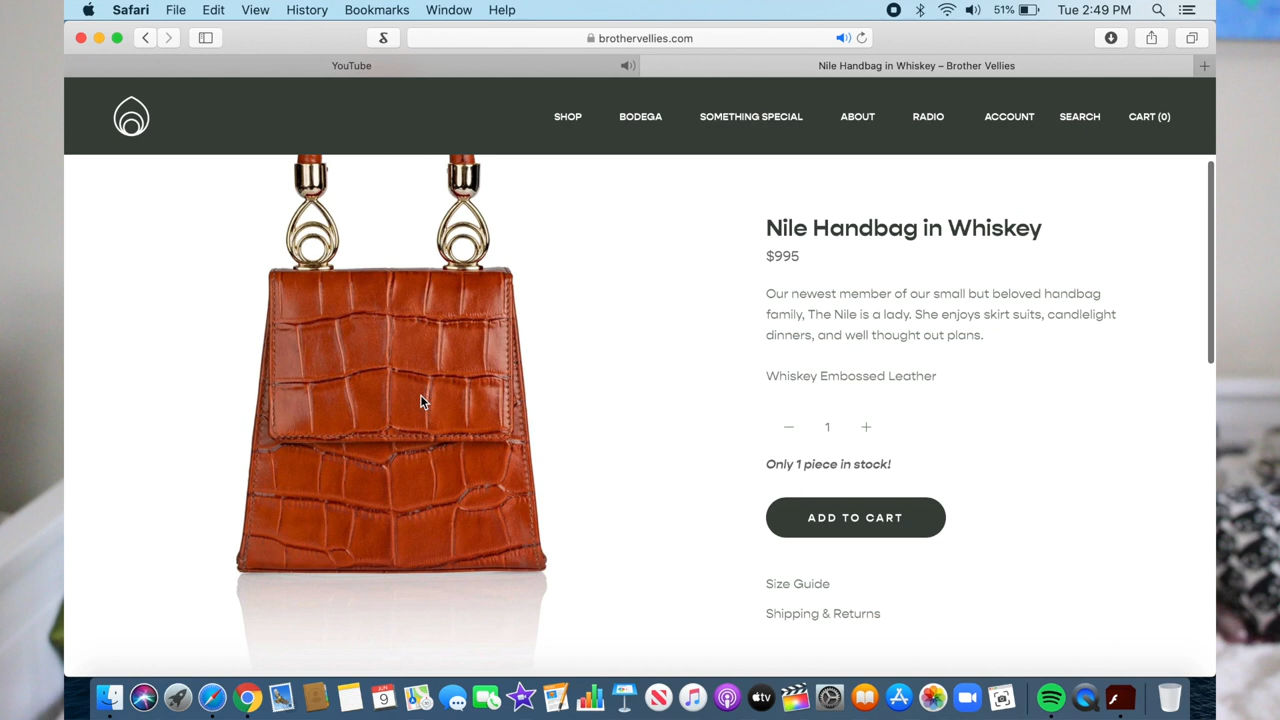 Safari File Edit View History Bookmarks Window Help 51% Tue 2:49 PM
brothervellies.com
YouTube Nile Handbag in Whiskey – Brother Vellies
SHOP BODEGA SOMETHING SPECIAL ABOUT RADIO ACCOUNT SEARCH CART (0)
Nile Handbag in Whiskey
$995
Our newest member of our small but beloved handbag
family, The Nile is a lady. She enjoys skirt suits, candlelight
dinners, and well thought out plans.
Whiskey Embossed Leather
— 1 +
Only 1 piece in stock!
ADD TO CART
Size Guide
Shipping & Returns
9
tv